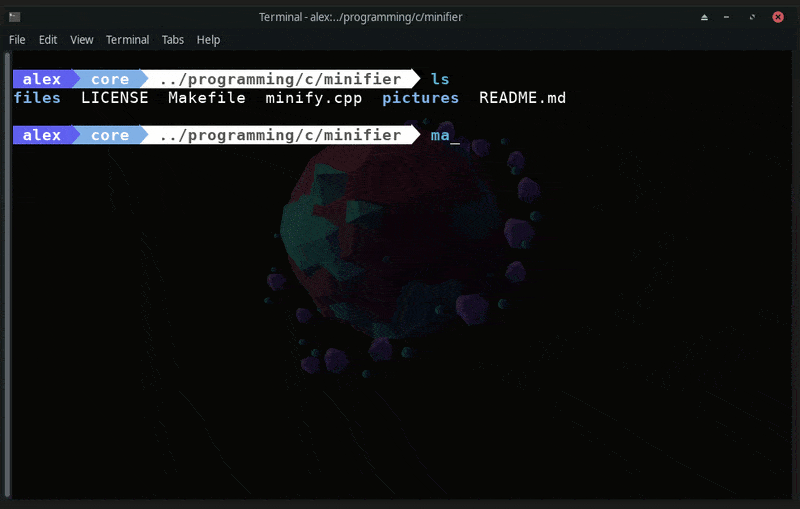 Terminal - alex:../programming/c/minifier
File Edit View Terminal Tabs Help
alex core ../programming/c/minifier ls
files LICENSE Makefile minify.cpp pictures README.md
alex core ../programming/c/minifier ma_